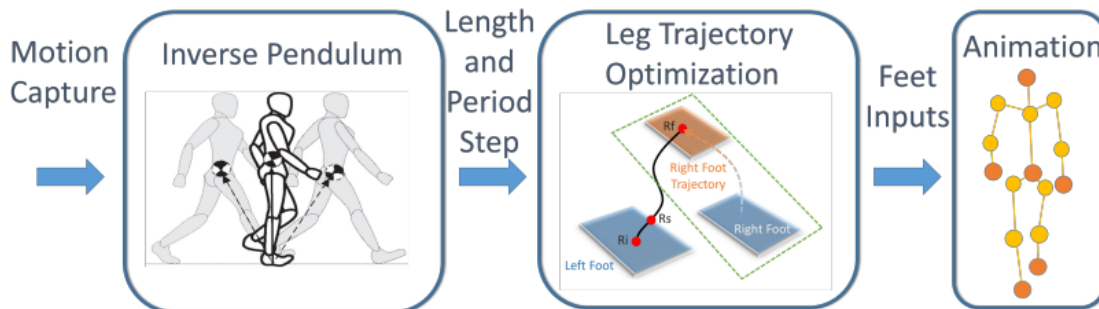 Motion
Capture
Inverse Pendulum
Length
and
Period
Step
Leg Trajectory
Optimization
Rf
Right Foot
Trajectory
Rs
Ri
Right Foot
Left Foot
Feet
Inputs
Animation